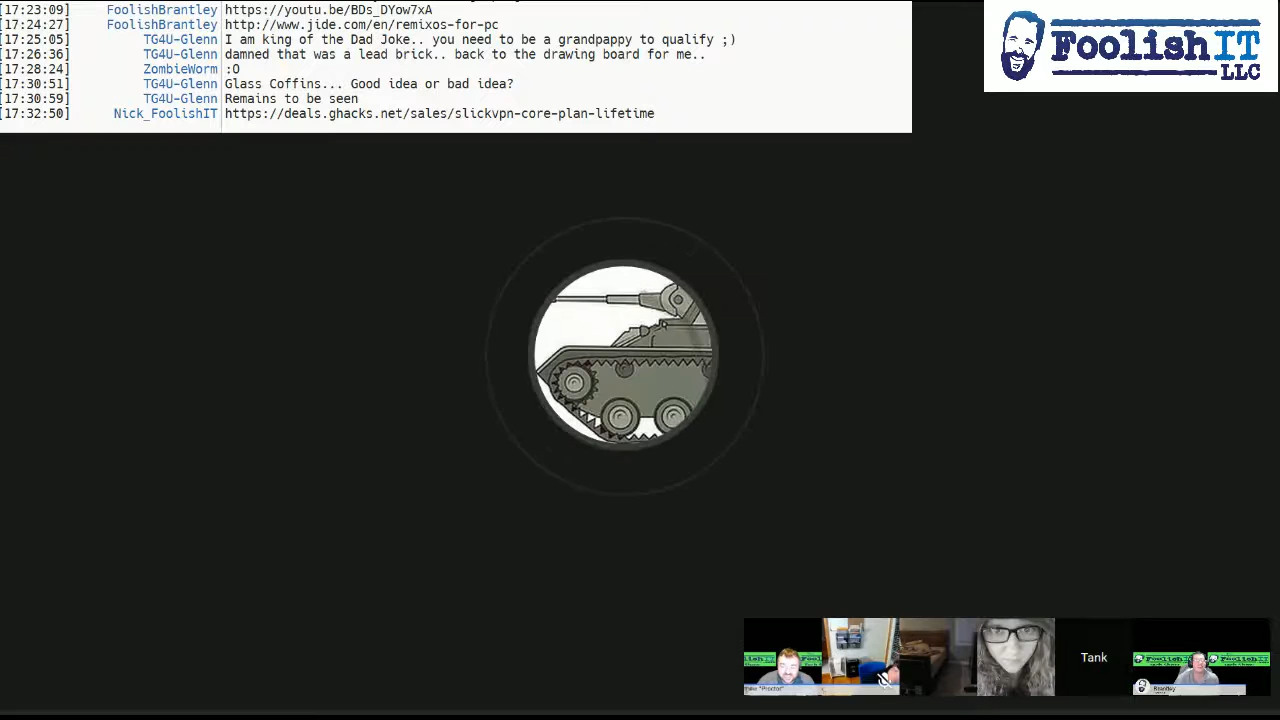 [17:23:09] FoolishBrantley https://youtu.be/BDs_DYow7xA
[17:24:27] FoolishBrantley http://www.jide.com/en/remixos-for-pc
[17:25:05] TG4U-Glenn I am king of the Dad Joke.. you need to be a grandpappy to qualify ;)
[17:26:36] TG4U-Glenn damned that was a lead brick.. back to the drawing board for me..
[17:28:24] ZombieWorm :O
[17:30:51] TG4U-Glenn Glass Coffins... Good idea or bad idea?
[17:30:59] TG4U-Glenn Remains to be seen
[17:32:50] Nick_FoolishIT https://deals.ghacks.net/sales/slickvpn-core-plan-lifetime
FoolishIT
LLC
Tank
"Proctor"
FoolishIT
Brantley